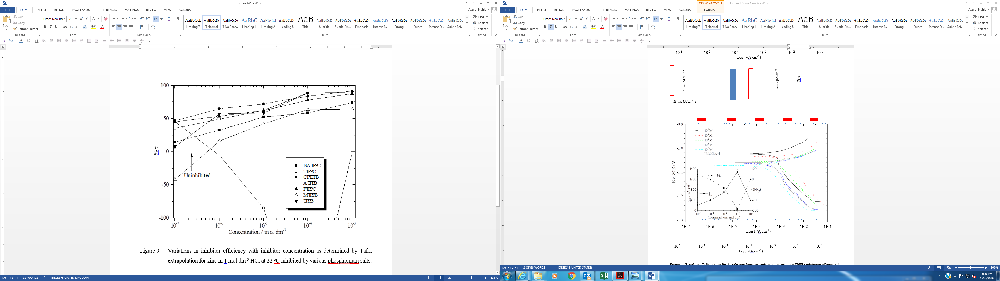 Figure 9A1 - Word
FILE HOME INSERT DESIGN PAGE LAYOUT REFERENCES MAILINGS REVIEW VIEW ACROBAT Ayssar Nahle
Cut
Copy
Paste Format Painter
Times New Ro 12
AaBbCcI AaBbCcDc AaBbCcDc AaBbC AaBbCcI AaBbCcDc AaB AaBbCcD AaBbCcDc AaBbCcDc AaBbCcDc AaBbCcDc AaBbCcDc AaBbCcDc AABBCCDC
Heading 7 ¶ Normal ¶ No Spac... Heading 1 Heading 2 Heading 8 Title Subtitle Subtle Em... Emphasis Intense E... Strong Quote Intense Q... Subtle Ref...
Find
Replace
Select
Clipboard Font Paragraph Styles Editing
100
50
0
-50
-100
% τ
Uninhibited
BATPPC
TTPPC
CPTPPB
ATPPB
PTPPC
MTPPB
TPPB
10-7 10-6 10-5 10-4 10-3
Concentration / mol dm-3
Figure 9. Variations in inhibitor efficiency with inhibitor concentration as determined by Tafel
extrapolation for zinc in 1 mol dm-3 HCl at 22 ºC inhibited by various phosphonium salts.
PAGE 1 OF 1 31 WORDS ENGLISH (UNITED KINGDOM) 136%
DRAWING TOOLS
Figure 1 Scale New A - Word
FILE HOME INSERT DESIGN PAGE LAYOUT REFERENCES MAILINGS REVIEW VIEW ACROBAT FORMAT Ayssar Nahle
Cut
Copy
Paste Format Painter
Times New Ro 12
AaBbCcI AaBbCcDc AaBbCcDc AaBbC AaBbCcI AaBbCcDc AaB AaBbCcD AaBbCcDc AaBbCcDc AaBbCcDc AaBbCcDc AaBbCcDc AaBbCcDc AABBCCDC
Heading 7 ¶ Normal ¶ No Spac... Heading 1 Heading 2 Heading 8 Title Subtitle Subtle Em... Emphasis Intense E... Strong Quote Intense Q... Subtle Ref...
Find
Replace
Select
Clipboard Font Paragraph Styles Editing
10-6 10-5 10-4 10-3 10-2 10-1
Log (j/A cm-2)
E vs. SCE / V
/ μA cm-2
% τ
E vs. SCE / V
-0.9
-1.0
-1.1
-1.2
-1.3
E vs SCE / V
10-3M
10-4M
10-5M
10-6M
10-7M
Uninhibited
1600
1200
800
400
0
jcor / μA cm-2
100
0
-100
-200
-300
%τ
jcor
10-7 10-6 10-5 10-4 10-3
Concentration / mol dm-3
1E-7 1E-6 1E-5 1E-4 1E-3 1E-2 1E-1
Log (j/A cm-2)
10-7 10-6 10-5 10-4 10-3 10-2 10-1
Log (j/A cm-2)
Figure 1. Family of Tafel curves for 4-anilinetriphenylphosphonium bromide (ATPPB) inhibition of zinc in 1
PAGE 1 OF 1 2 OF 86 WORDS ENGLISH (UNITED STATES) 100%
EN
5:26 PM
1/16/2019